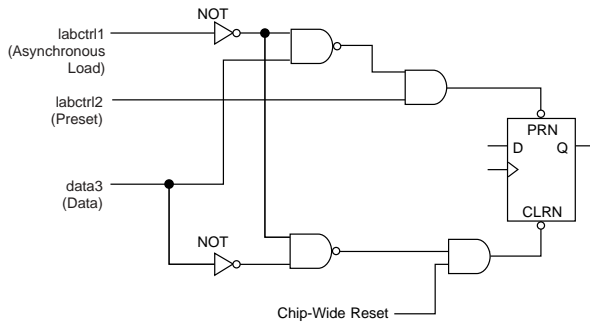 NOT
labctrl1
(Asynchronous
Load)
labctrl2
(Preset)
PRN
D Q
data3
(Data)
CLRN
NOT
Chip-Wide Reset